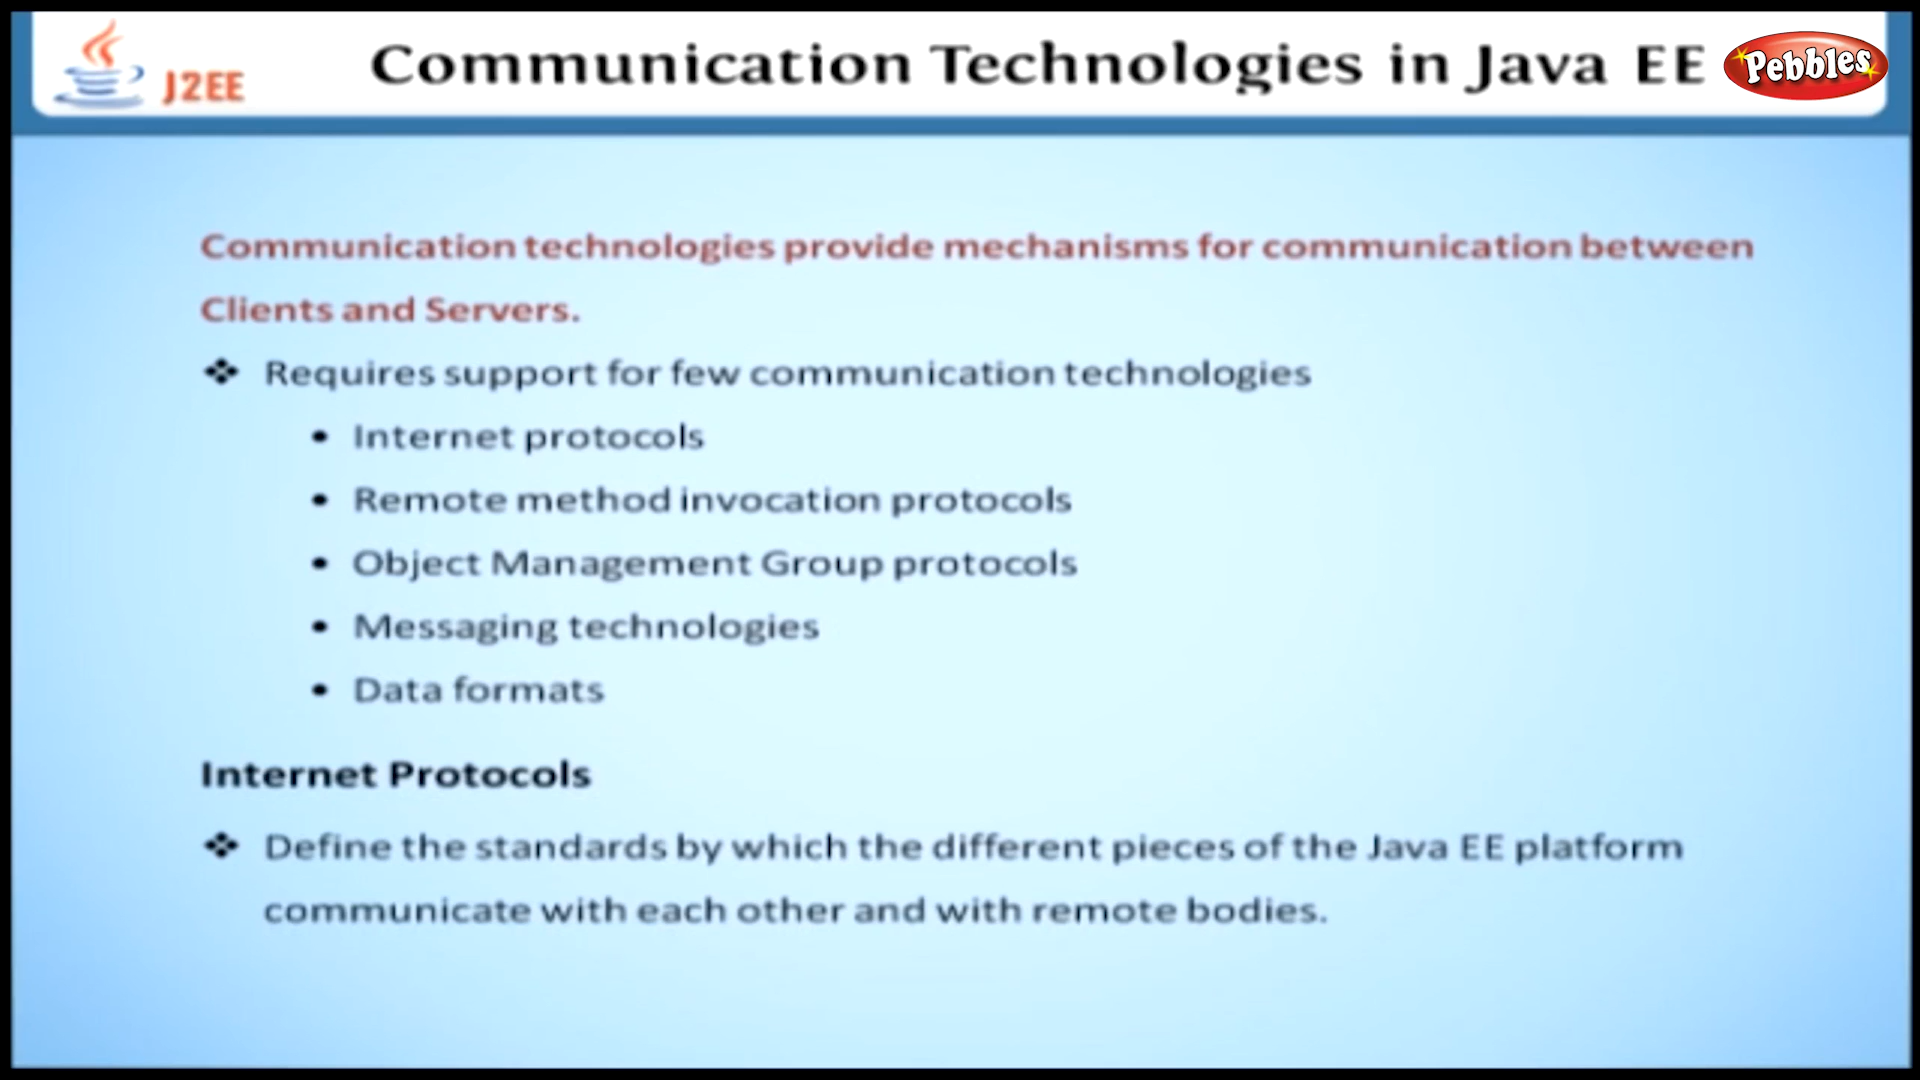 J2EE
Communication Technologies in Java EE
Pebbles
Communication technologies provide mechanisms for communication between
Clients and Servers.
❖ Requires support for few communication technologies
• Internet protocols
• Remote method invocation protocols
• Object Management Group protocols
• Messaging technologies
• Data formats
Internet Protocols
❖ Define the standards by which the different pieces of the Java EE platform
communicate with each other and with remote bodies.